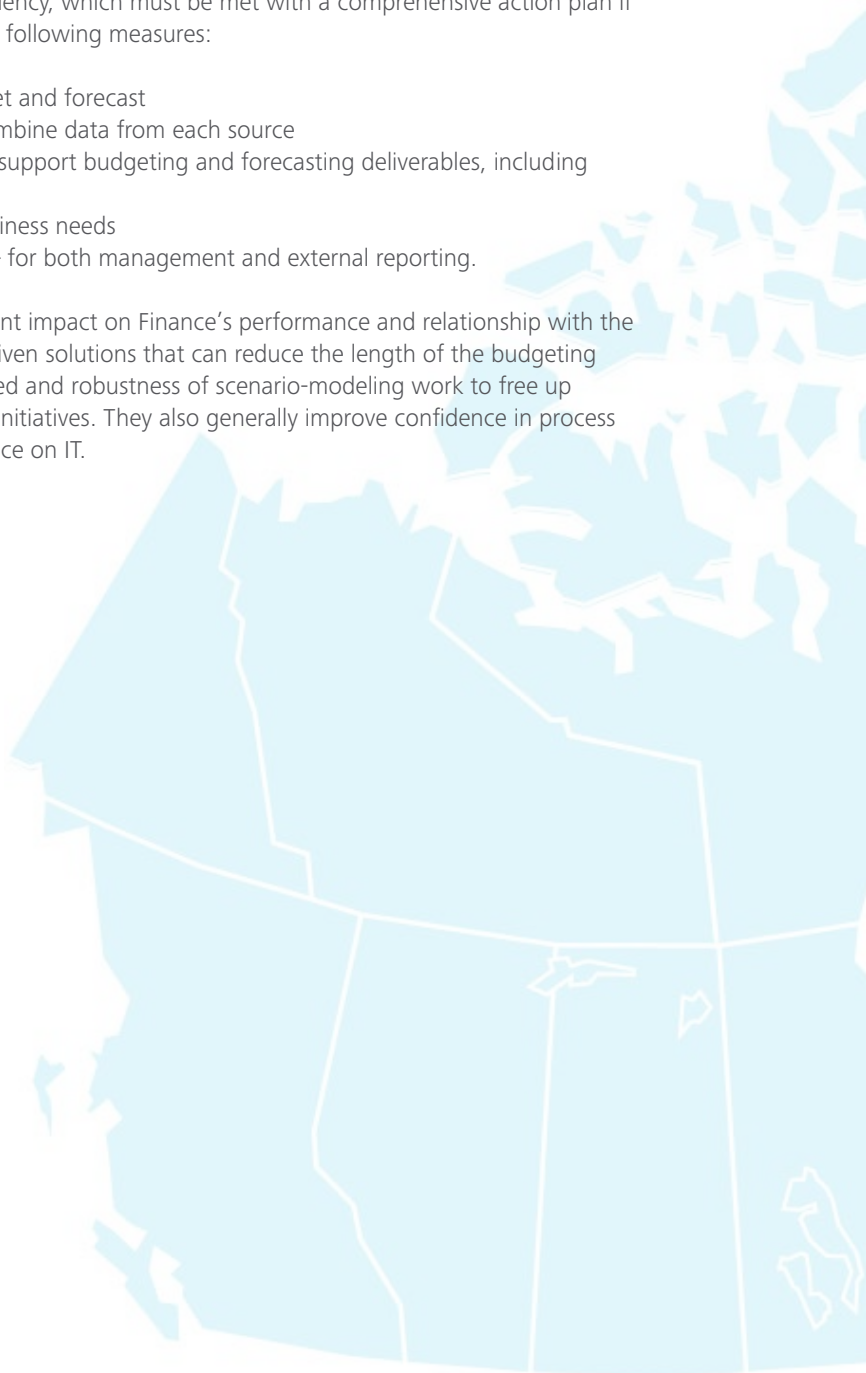 ency, which must be met with a comprehensive action plan if
following measures:
et and forecast
mbine data from each source
support budgeting and forecasting deliverables, including
iness needs
for both management and external reporting.
nt impact on Finance’s performance and relationship with the
iven solutions that can reduce the length of the budgeting
ed and robustness of scenario-modeling work to free up
nitiatives. They also generally improve confidence in process
ce on IT.